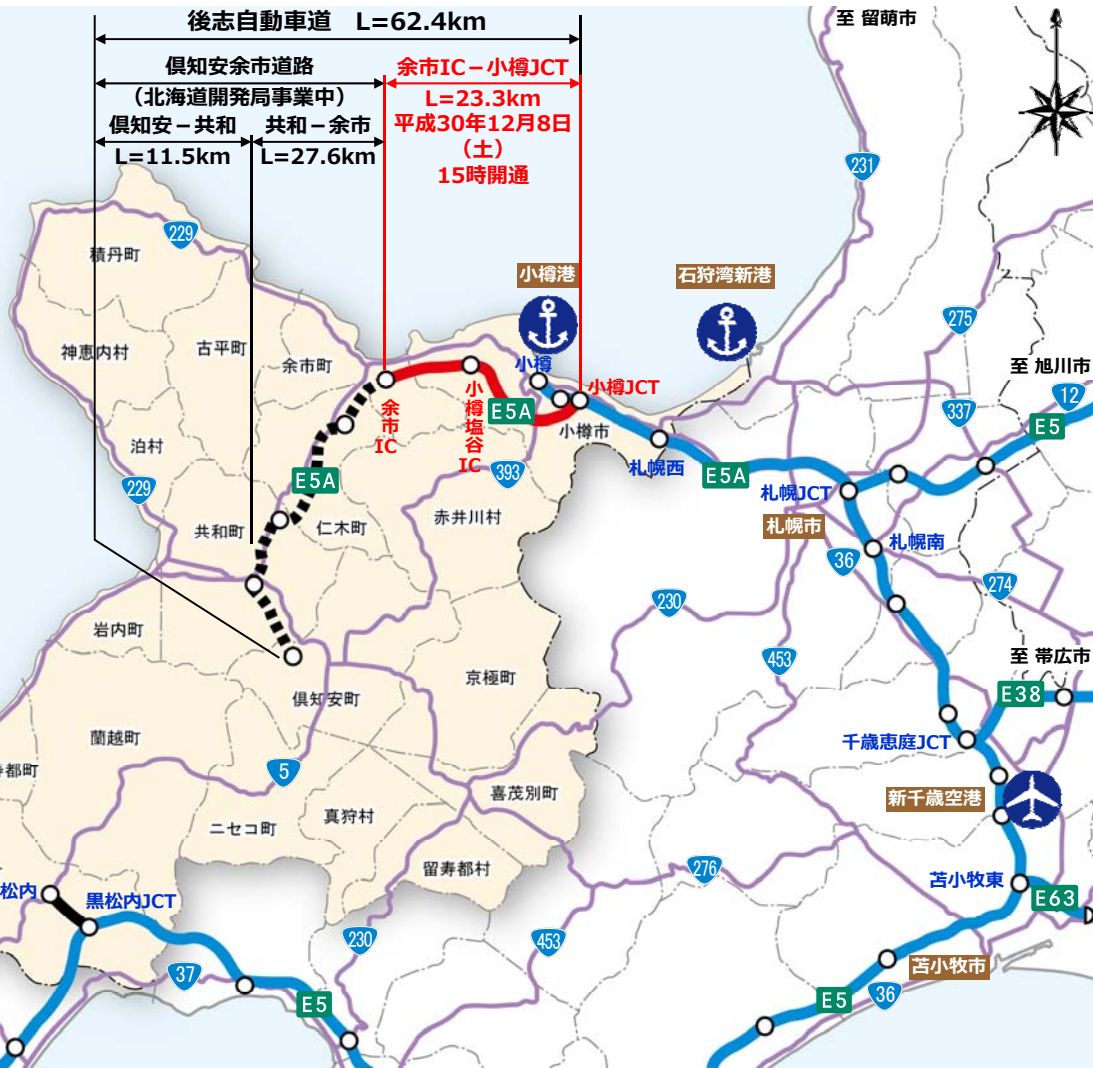 後志自動車道 L=62.4km
至 留萌市
倶知安余市道路
(北海道開発局事業中)
余市IC－小樽JCT
L=23.3km
平成30年12月8日
(土)
15時開通
倶知安－共和
L=11.5km
共和－余市
L=27.6km
231
229
積丹町
小樽港
石狩湾新港
275
神恵内村
古平町
余市町
小樽
至 旭川市
小樽JCT
12
337
E5
余市IC
小樽塩谷IC
E5A
小樽市
泊村
札幌西
E5A
393
E5A
札幌JCT
229
札幌市
共和町
仁木町
赤井川村
札幌南
36
274
230
岩内町
453
至 帯広市
京極町
E38
倶知安町
蘭越町
千歳恵庭JCT
都町
5
新千歳空港
喜茂別町
真狩村
ニセコ町
留寿都村
276
苫小牧東
松内
黒松内JCT
E63
230
453
苫小牧市
37
E5
E5
36